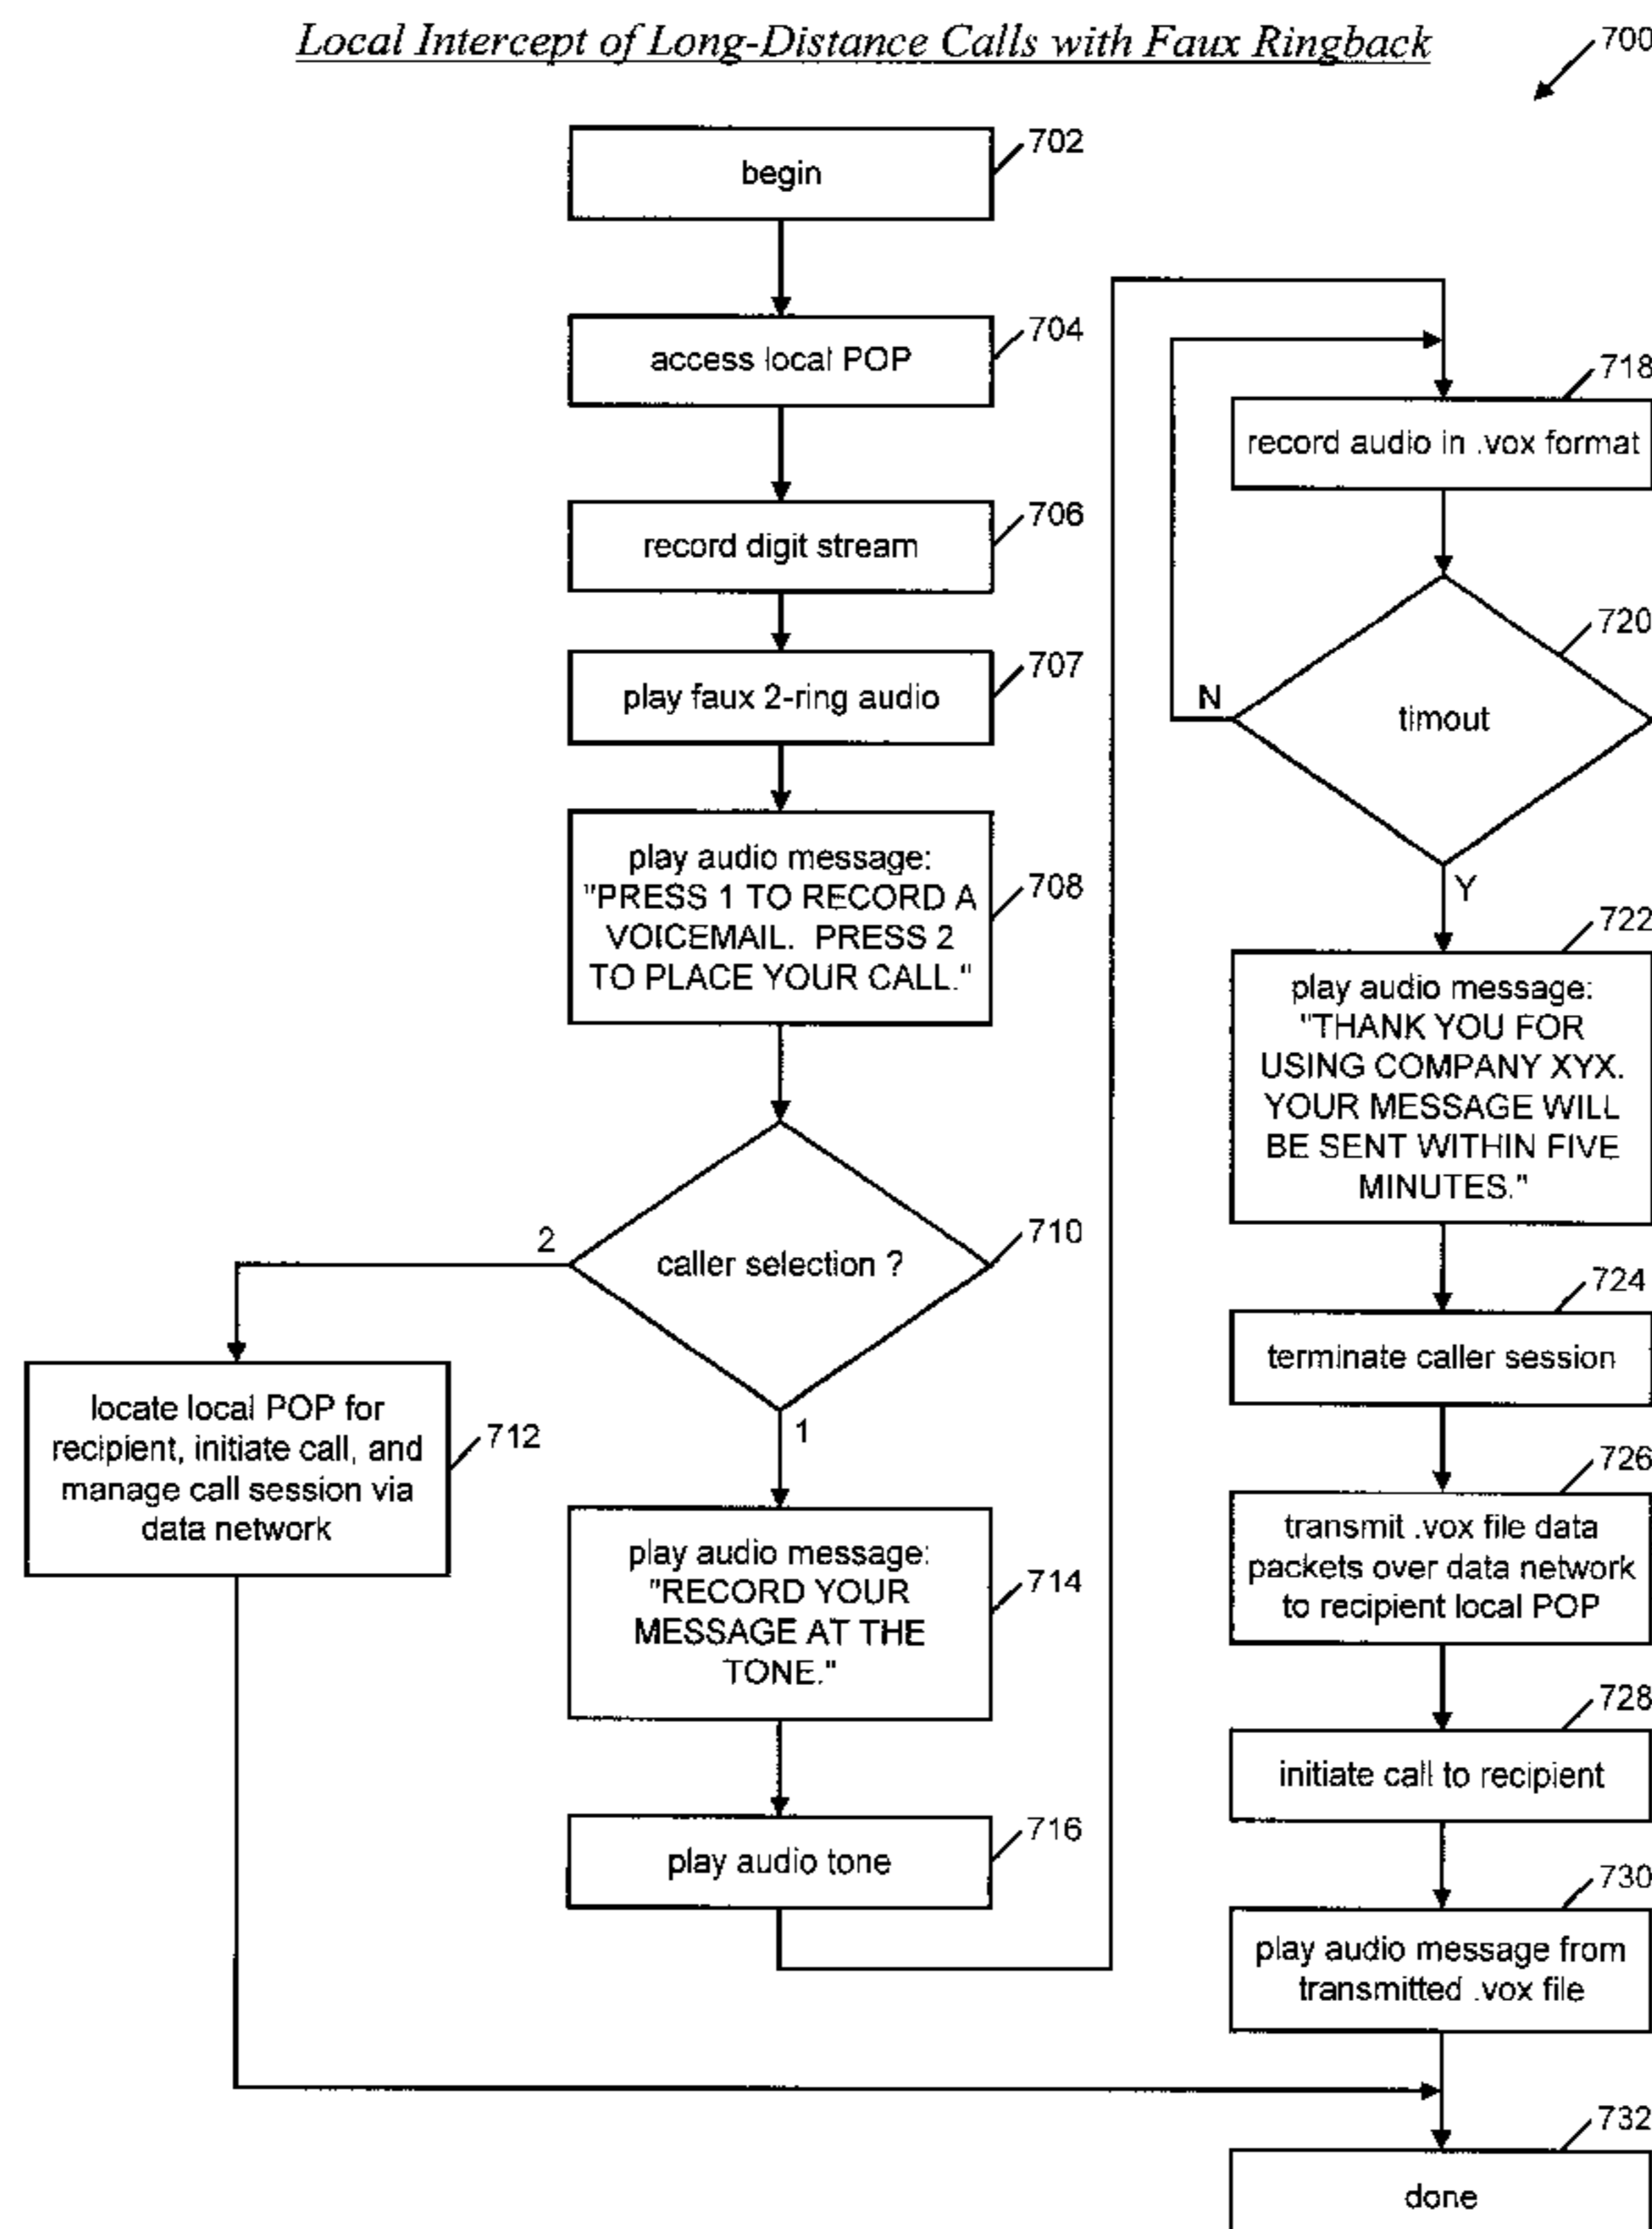 Local Intercept of Long-Distance Calls with Faux Ringback
700
begin
702
access local POP
704
record digit stream
706
play faux 2-ring audio
707
play audio message:
"PRESS 1 TO RECORD A
VOICEMAIL. PRESS 2
TO PLACE YOUR CALL."
708
caller selection ?
710
2
1
locate local POP for
recipient, initiate call, and
manage call session via
data network
712
play audio message:
"RECORD YOUR
MESSAGE AT THE
TONE."
714
play audio tone
716
718
record audio in .vox format
720
timout
N
Y
722
play audio message:
"THANK YOU FOR
USING COMPANY XYX.
YOUR MESSAGE WILL
BE SENT WITHIN FIVE
MINUTES."
724
terminate caller session
726
transmit .vox file data
packets over data network
to recipient local POP
728
initiate call to recipient
730
play audio message from
transmitted .vox file
732
done